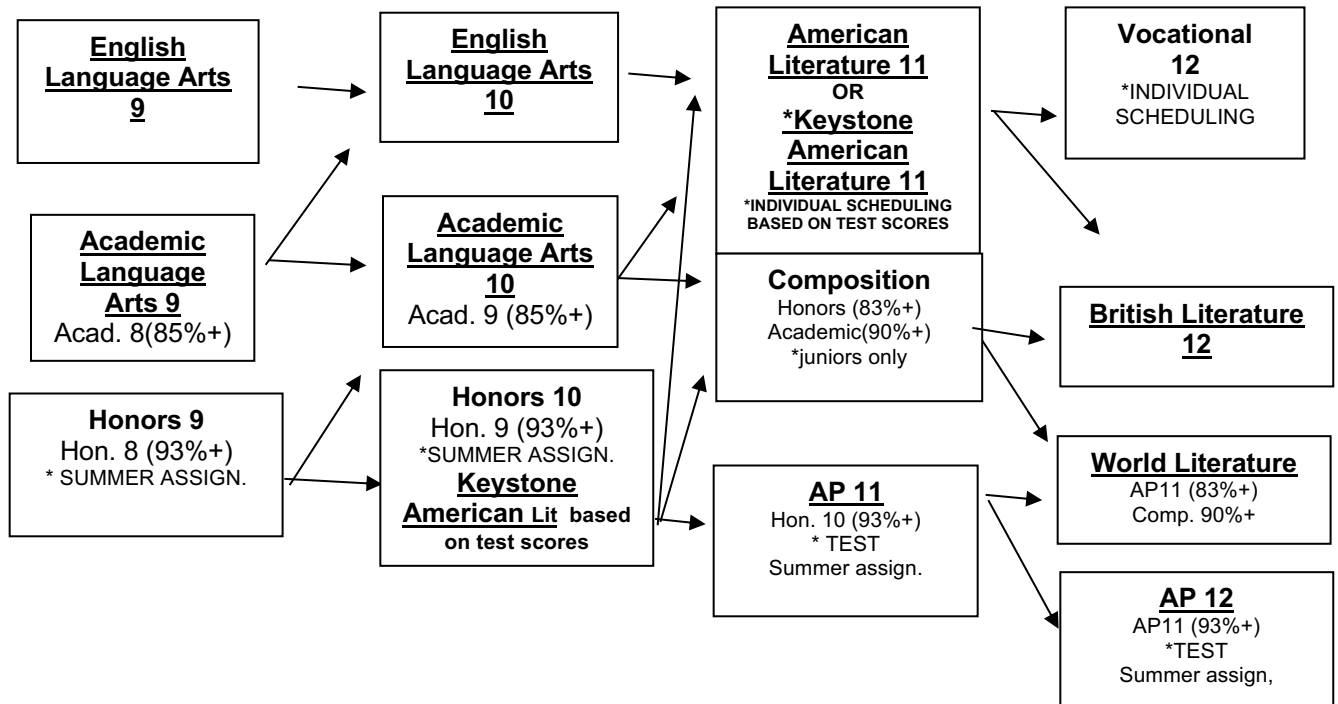 English
Language Arts
9
Academic
Language
Arts 9
Acad. 8(85%+)
Honors 9
Hon. 8 (93%+)
* SUMMER ASSIGN.
English
Language Arts
10
Academic
Language Arts
10
Acad. 9 (85%+)
Honors 10
Hon. 9 (93%+)
*SUMMER ASSIGN.
Keystone
American Lit based
on test scores
American
Literature 11
OR
*Keystone
American
Literature 11
*INDIVIDUAL SCHEDULING
BASED ON TEST SCORES
Composition
Honors (83%+)
Academic(90%+)
*juniors only
AP 11
Hon. 10 (93%+)
* TEST
Summer assign.
Vocational
12
*INDIVIDUAL
SCHEDULING
British Literature
12
World Literature
AP11 (83%+)
Comp. 90%+
AP 12
AP11 (93%+)
*TEST
Summer assign,